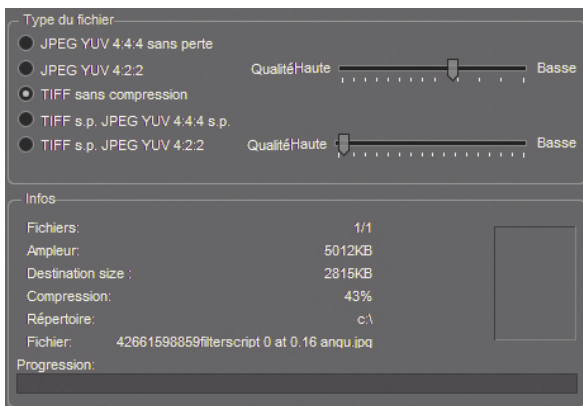 Type du fichier
JPEG YUV 4:4:4 sans perte
JPEG YUV 4:2:2 QualitéHaute Basse
TIFF sans compression
TIFF s.p. JPEG YUV 4:4:4 s.p.
TIFF s.p. JPEG YUV 4:2:2 QualitéHaute Basse
Infos
Fichiers: 1/1
Ampleur: 5012KB
Destination size : 2815KB
Compression: 43%
Répertoire: c:\
Fichier: 42661598859filterscript 0 at 0.16 angu.jpg
Progression: